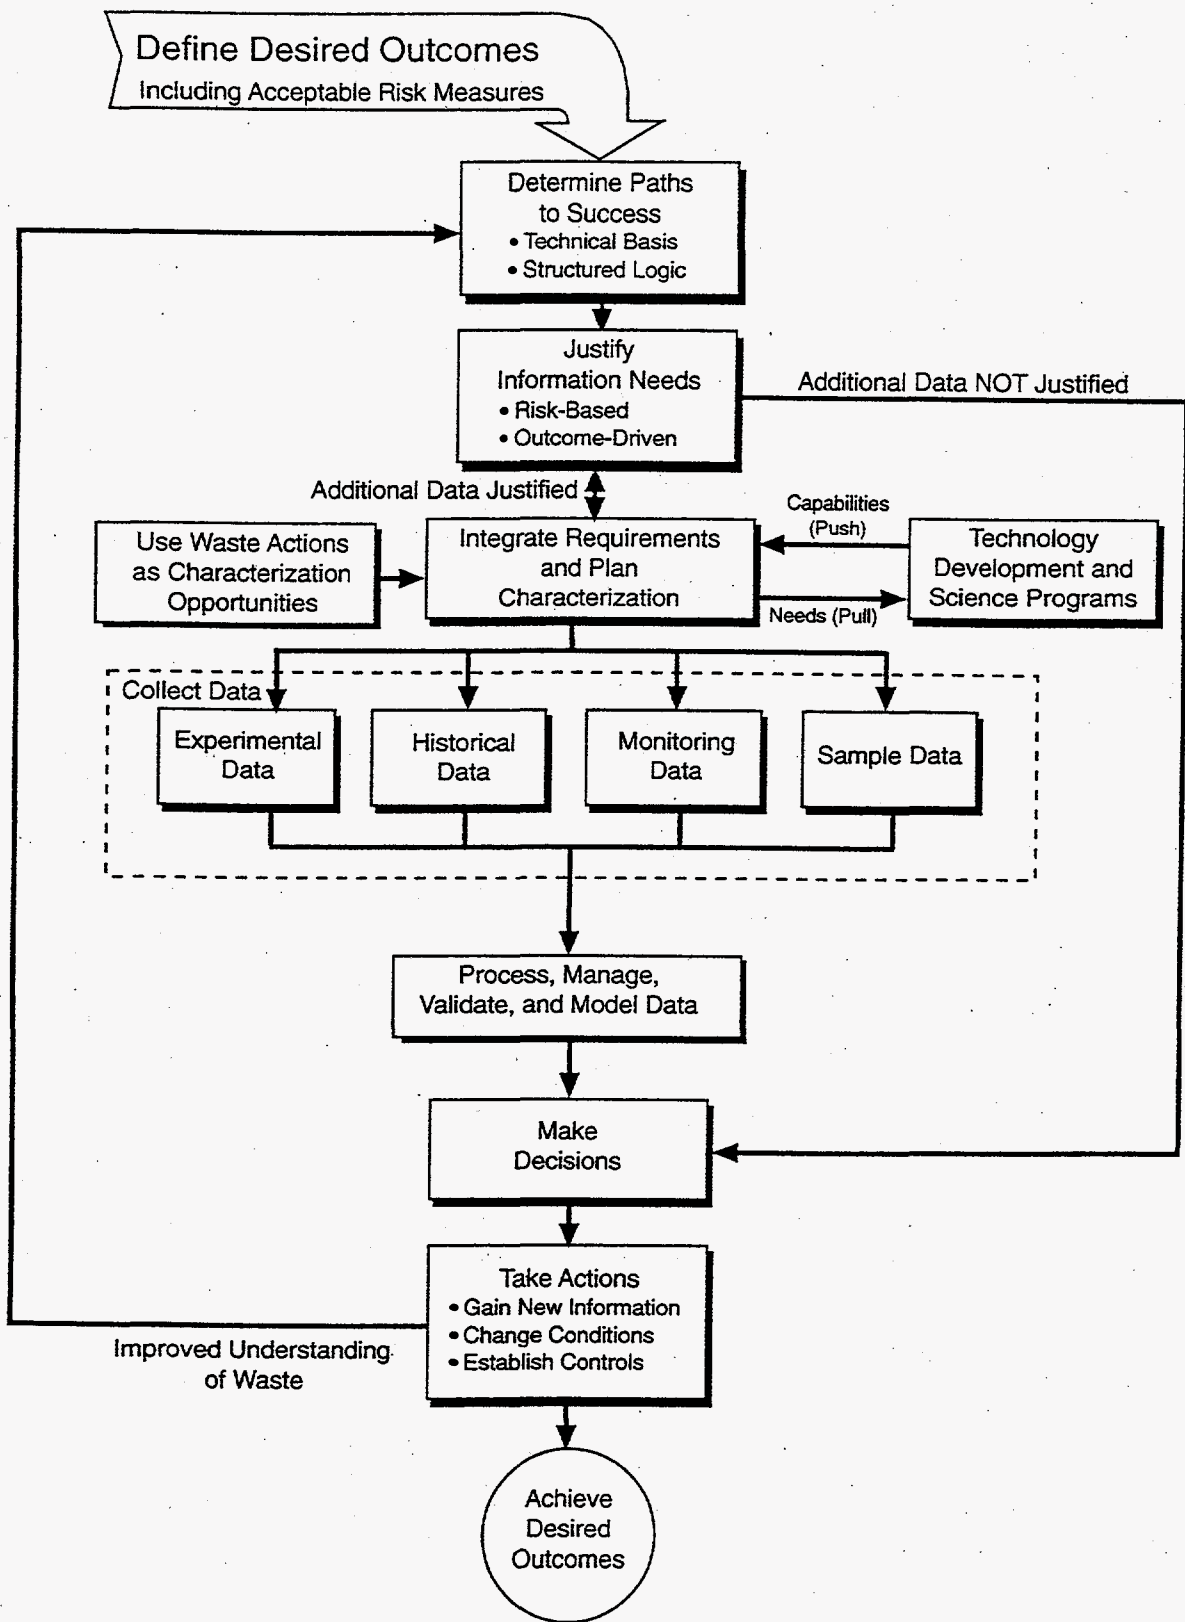 Define Desired Outcomes
Including Acceptable Risk Measures
Determine Paths
to Success
• Technical Basis
• Structured Logic
Justify
Information Needs
• Risk-Based
• Outcome-Driven
Additional Data NOT Justified
Additional Data Justified
Use Waste Actions
as Characterization
Opportunities
Integrate Requirements
and Plan
Characterization
Capabilities
(Push)
Needs (Pull)
Technology
Development and
Science Programs
Collect Data
Experimental
Data
Historical
Data
Monitoring
Data
Sample Data
Process, Manage,
Validate, and Model Data
Make
Decisions
Take Actions
• Gain New Information
• Change Conditions
• Establish Controls
Improved Understanding
of Waste
Achieve
Desired
Outcomes